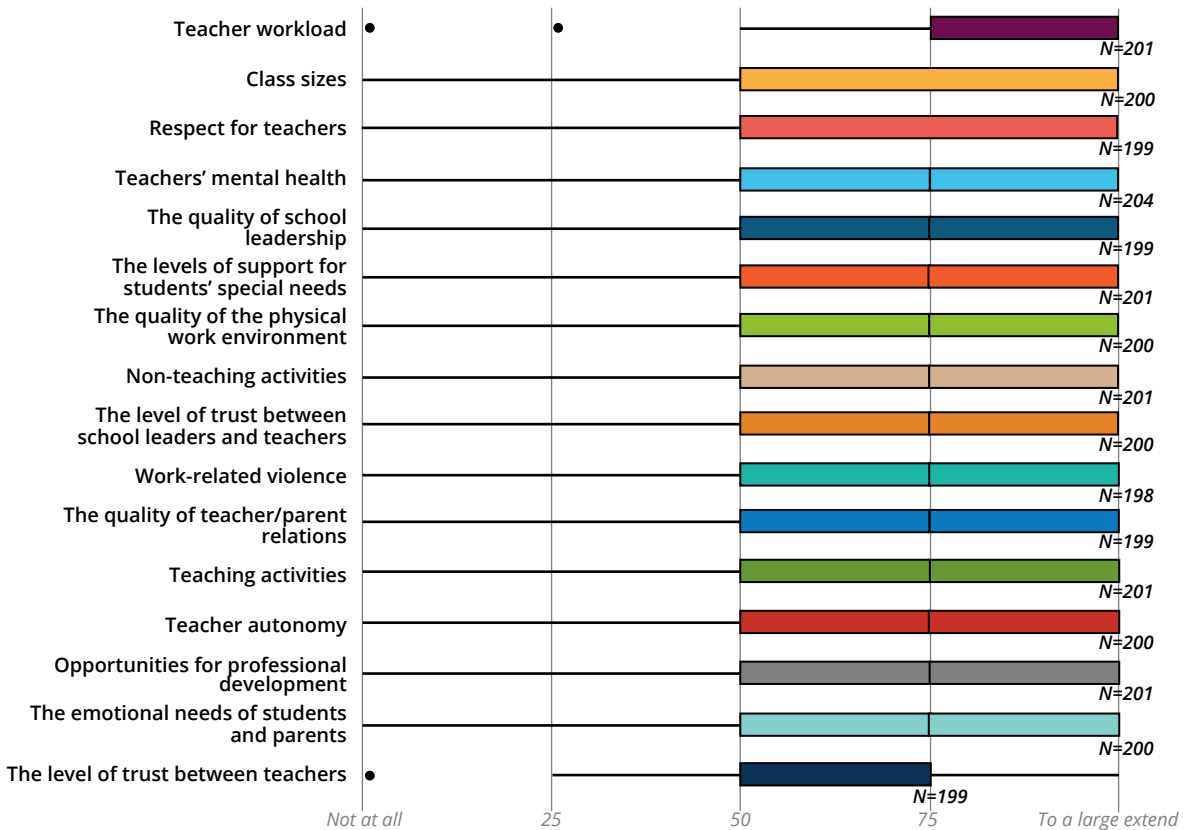 Teacher workload
N=201
Class sizes
N=200
Respect for teachers
N=199
Teachers’ mental health
N=204
The quality of school
leadership
N=199
The levels of support for
students’ special needs
N=201
The quality of the physical
work environment
N=200
Non-teaching activities
N=201
The level of trust between
school leaders and teachers
N=200
Work-related violence
N=198
The quality of teacher/parent
relations
N=199
Teaching activities
N=201
Teacher autonomy
N=200
Opportunities for professional
development
N=201
The emotional needs of students
and parents
N=200
The level of trust between teachers
N=199
Not at all 25 50 75 To a large extend